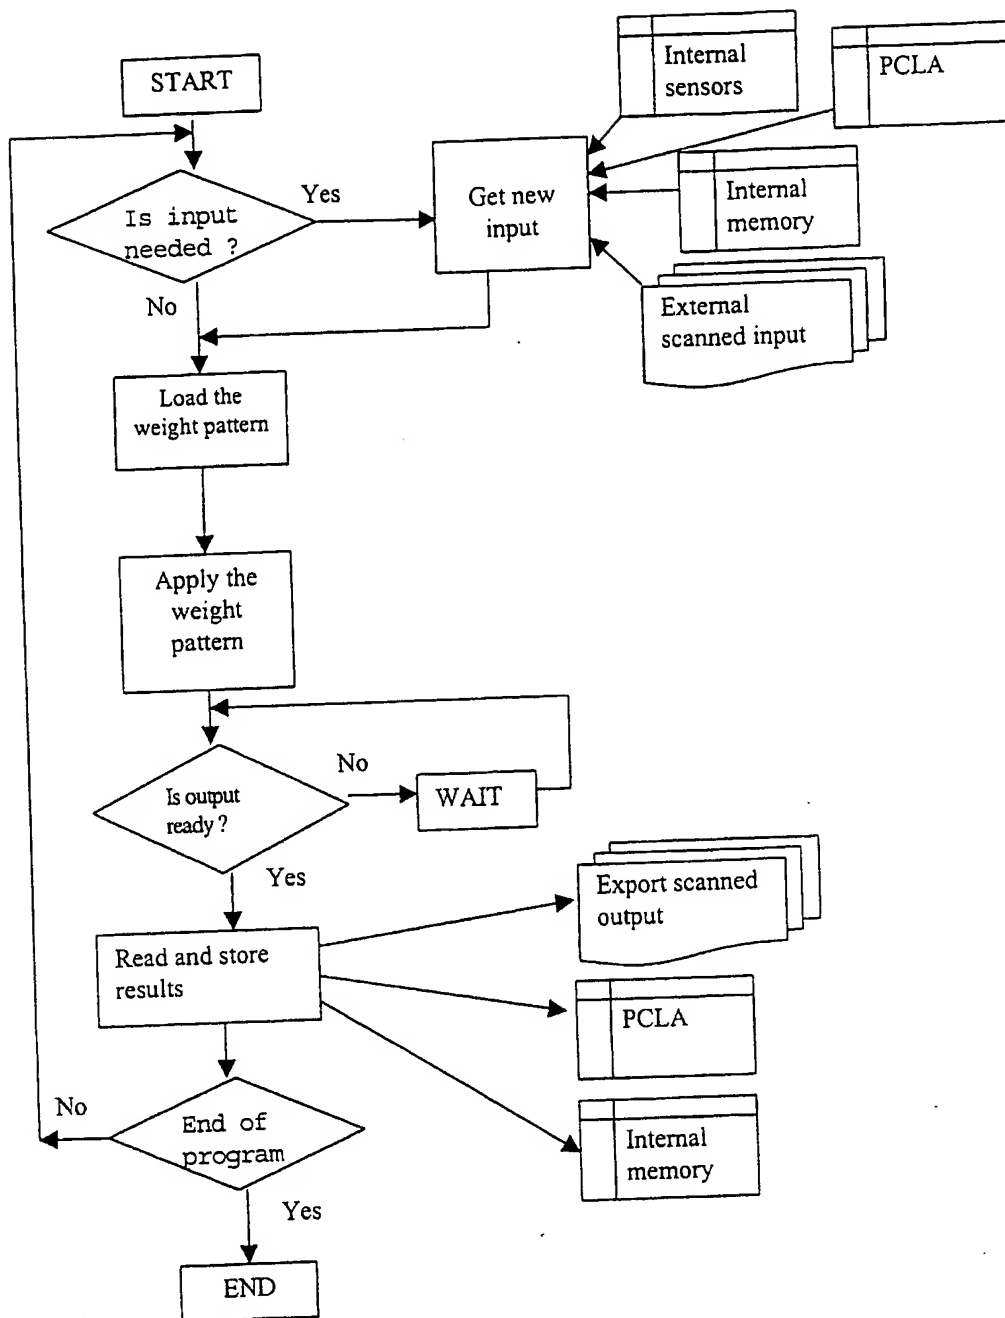 START
Internal
sensors
PCLA
Is input
needed ?
Yes
Get new
input
Internal
memory
No
External
scanned input
Load the
weight pattern
Apply the
weight
pattern
Is output
ready ?
No
WAIT
Yes
Export scanned
output
Read and store
results
PCLA
No
End of
program
Internal
memory
Yes
END